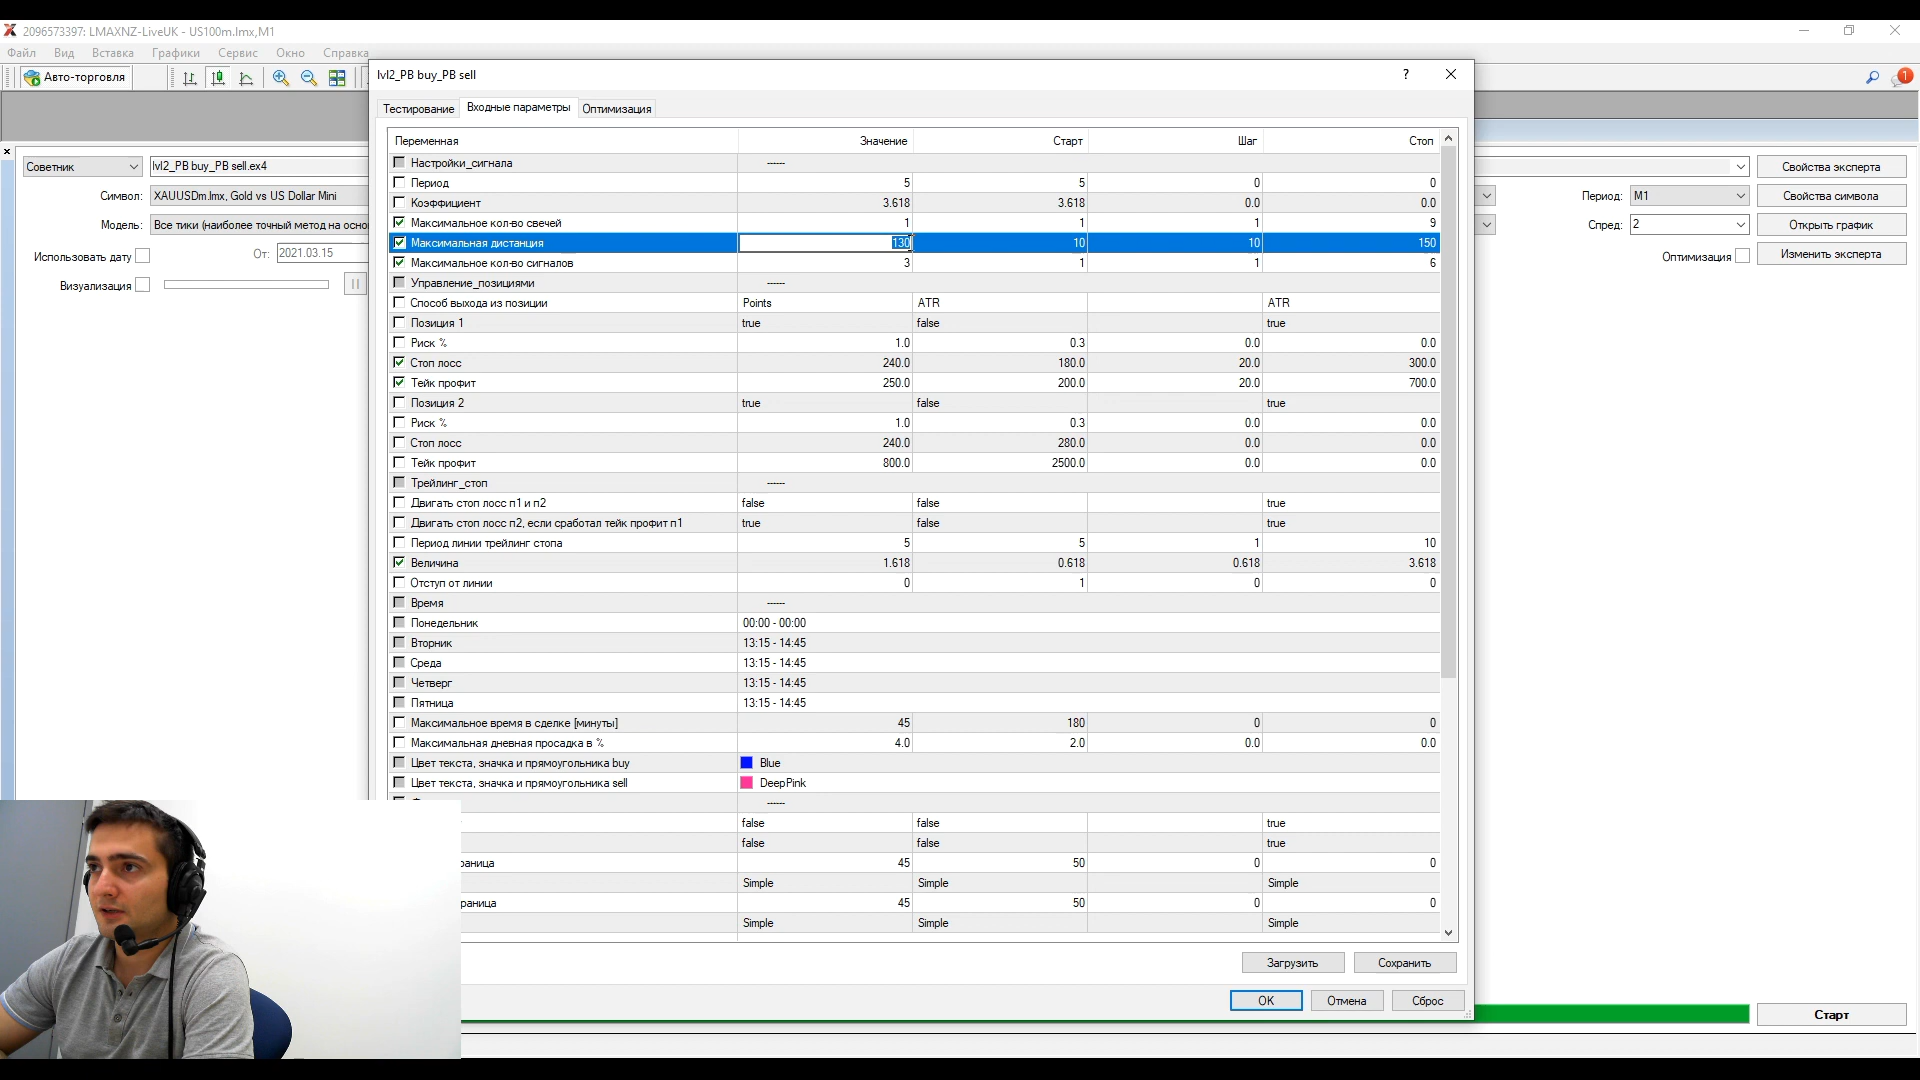 2096573397: LMAXNZ-LiveUK - US100m.lmx,M1
Файл Вид Вставка Графики Сервис Окно Справка
Авто-торговля
1
lvl2_PB buy_PB sell
?
Тестирование Входные параметры Оптимизация
Переменная Значение Старт Шаг Стоп
Настройки_сигнала ------
Период 5 5 0 0
Коэффициент 3.618 3.618 0.0 0.0
Максимальное кол-во свечей 1 1 1 9
Максимальная дистанция 130 10 10 150
Максимальное кол-во сигналов 3 1 1 6
Управление_позициями ------
Способ выхода из позиции Points ATR ATR
Позиция 1 true false true
Риск % 1.0 0.3 0.0 0.0
Стоп лосс 240.0 180.0 20.0 300.0
Тейк профит 250.0 200.0 20.0 700.0
Позиция 2 true false true
Риск % 1.0 0.3 0.0 0.0
Стоп лосс 240.0 280.0 0.0 0.0
Тейк профит 800.0 2500.0 0.0 0.0
Трейлинг_стоп ------
Двигать стоп лосс п1 и п2 false false true
Двигать стоп лосс п2, если сработал тейк профит п1 true false true
Период линии трейлинг стопа 5 5 1 10
Величина 1.618 0.618 0.618 3.618
Отступ от линии 0 1 0 0
Время ------
Понедельник 00:00 - 00:00
Вторник 13:15 - 14:45
Среда 13:15 - 14:45
Четверг 13:15 - 14:45
Пятница 13:15 - 14:45
Максимальное время в сделке [минуты] 45 180 0 0
Максимальная дневная просадка в % 4.0 2.0 0.0 0.0
Цвет текста, значка и прямоугольника buy Blue
Цвет текста, значка и прямоугольника sell DeepPink
------
false false true
false false true
раница 45 50 0 0
Simple Simple Simple
раница 45 50 0 0
Simple Simple Simple
Загрузить Сохранить
OK Отмена Сброс
Советник lvl2_PB buy_PB sell.ex4
Символ: XAUUSDm.lmx, Gold vs US Dollar Mini
Модель: Все тики (наиболее точный метод на осно
Использовать дату От: 2021.03.15
Визуализация
Свойства эксперта
Период: M1 Свойства символа
Спред: 2 Открыть график
Оптимизация Изменить эксперта
Старт